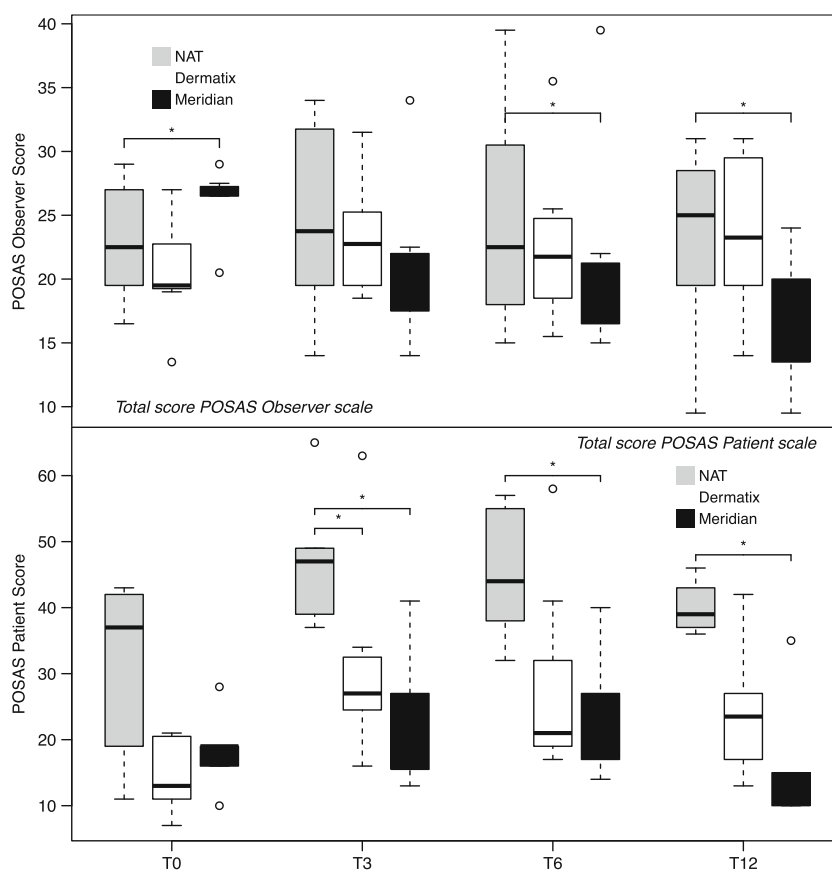 40
35
30
25
20
15
10
POSAS Observer Score
NAT
Dermatix
Meridian
*
*
*
Total score POSAS Observer scale
Total score POSAS Patient scale
60
50
40
30
20
10
POSAS Patient Score
NAT
Dermatix
Meridian
*
*
*
*
T0
T3
T6
T12